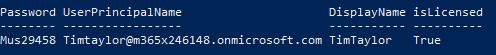 Password UserPrincipalName DisplayName isLicensed
-------- ----------------- ----------- ----------
Mus29458 Timtaylor@m365x246148.onmicrosoft.com TimTaylor True